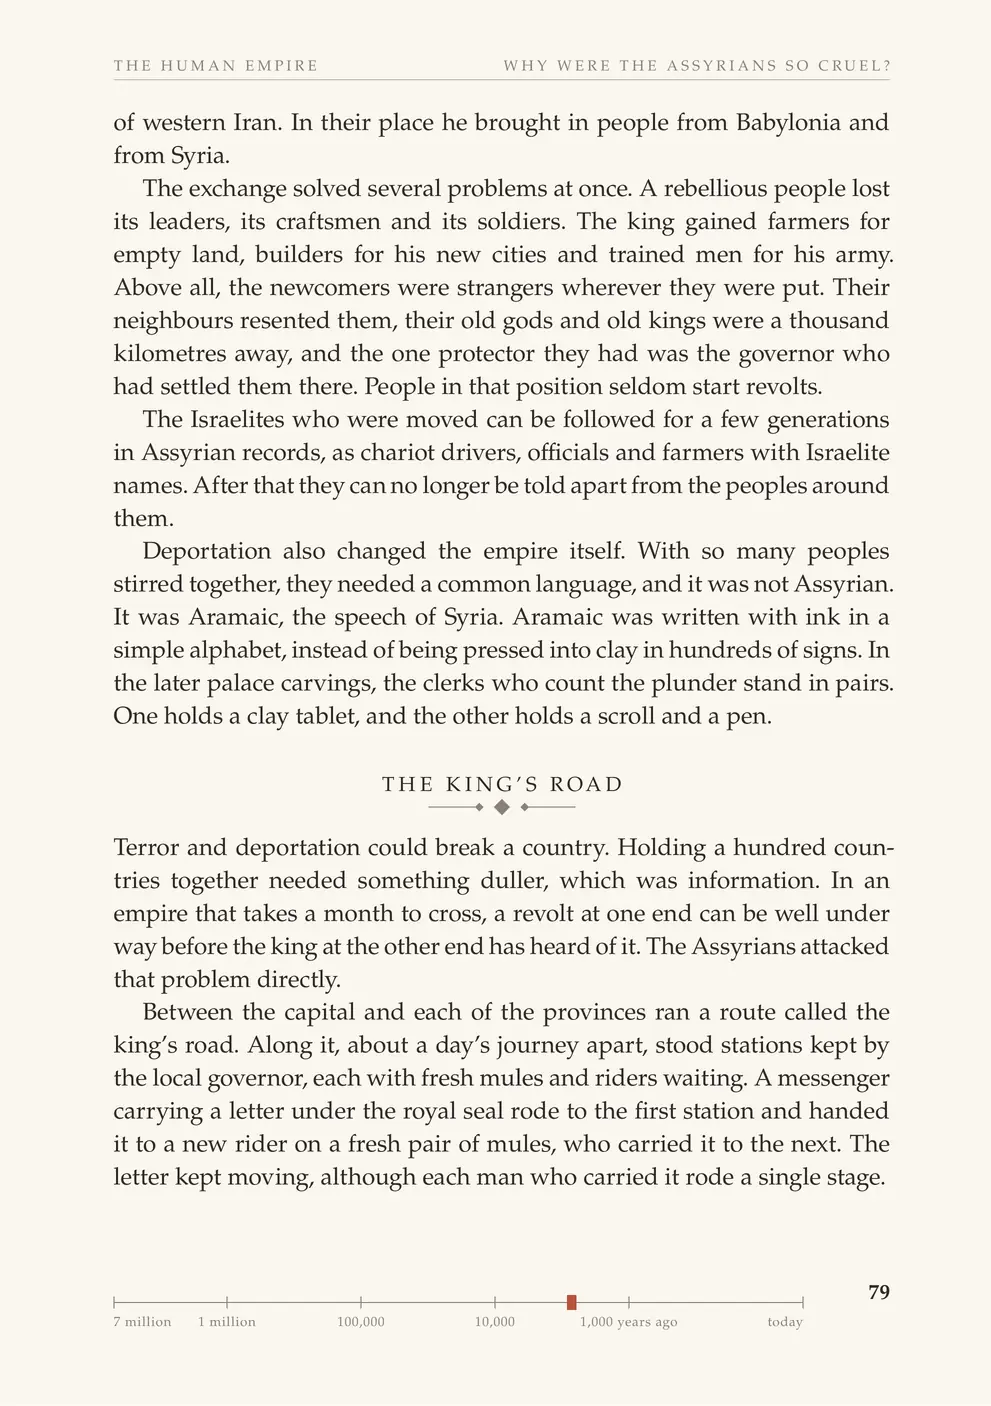 THE HUMAN EMPIRE
WHY WERE THE ASSYRIANS SO CRUEL?
of western Iran. In their place he brought in people from Babylonia and
from Syria.
The exchange solved several problems at once. A rebellious people lost
its leaders, its craftsmen and its soldiers. The king gained farmers for
empty land, builders for his new cities and trained men for his army.
Above all, the newcomers were strangers wherever they were put. Their
neighbours resented them, their old gods and old kings were a thousand
kilometres away, and the one protector they had was the governor who
had settled them there. People in that position seldom start revolts.
The Israelites who were moved can be followed for a few generations
in Assyrian records, as chariot drivers, officials and farmers with Israelite
names. After that they can no longer be told apart from the peoples around
them.
Deportation also changed the empire itself. With so many peoples
stirred together, they needed a common language, and it was not Assyrian.
It was Aramaic, the speech of Syria. Aramaic was written with ink in a
simple alphabet, instead of being pressed into clay in hundreds of signs. In
the later palace carvings, the clerks who count the plunder stand in pairs.
One holds a clay tablet, and the other holds a scroll and a pen.
THE KING’S ROAD
Terror and deportation could break a country. Holding a hundred coun-
tries together needed something duller, which was information. In an
empire that takes a month to cross, a revolt at one end can be well under
way before the king at the other end has heard of it. The Assyrians attacked
that problem directly.
Between the capital and each of the provinces ran a route called the
king’s road. Along it, about a day’s journey apart, stood stations kept by
the local governor, each with fresh mules and riders waiting. A messenger
carrying a letter under the royal seal rode to the first station and handed
it to a new rider on a fresh pair of mules, who carried it to the next. The
letter kept moving, although each man who carried it rode a single stage.
79
7 million 1 million 100,000 10,000 1,000 years ago today